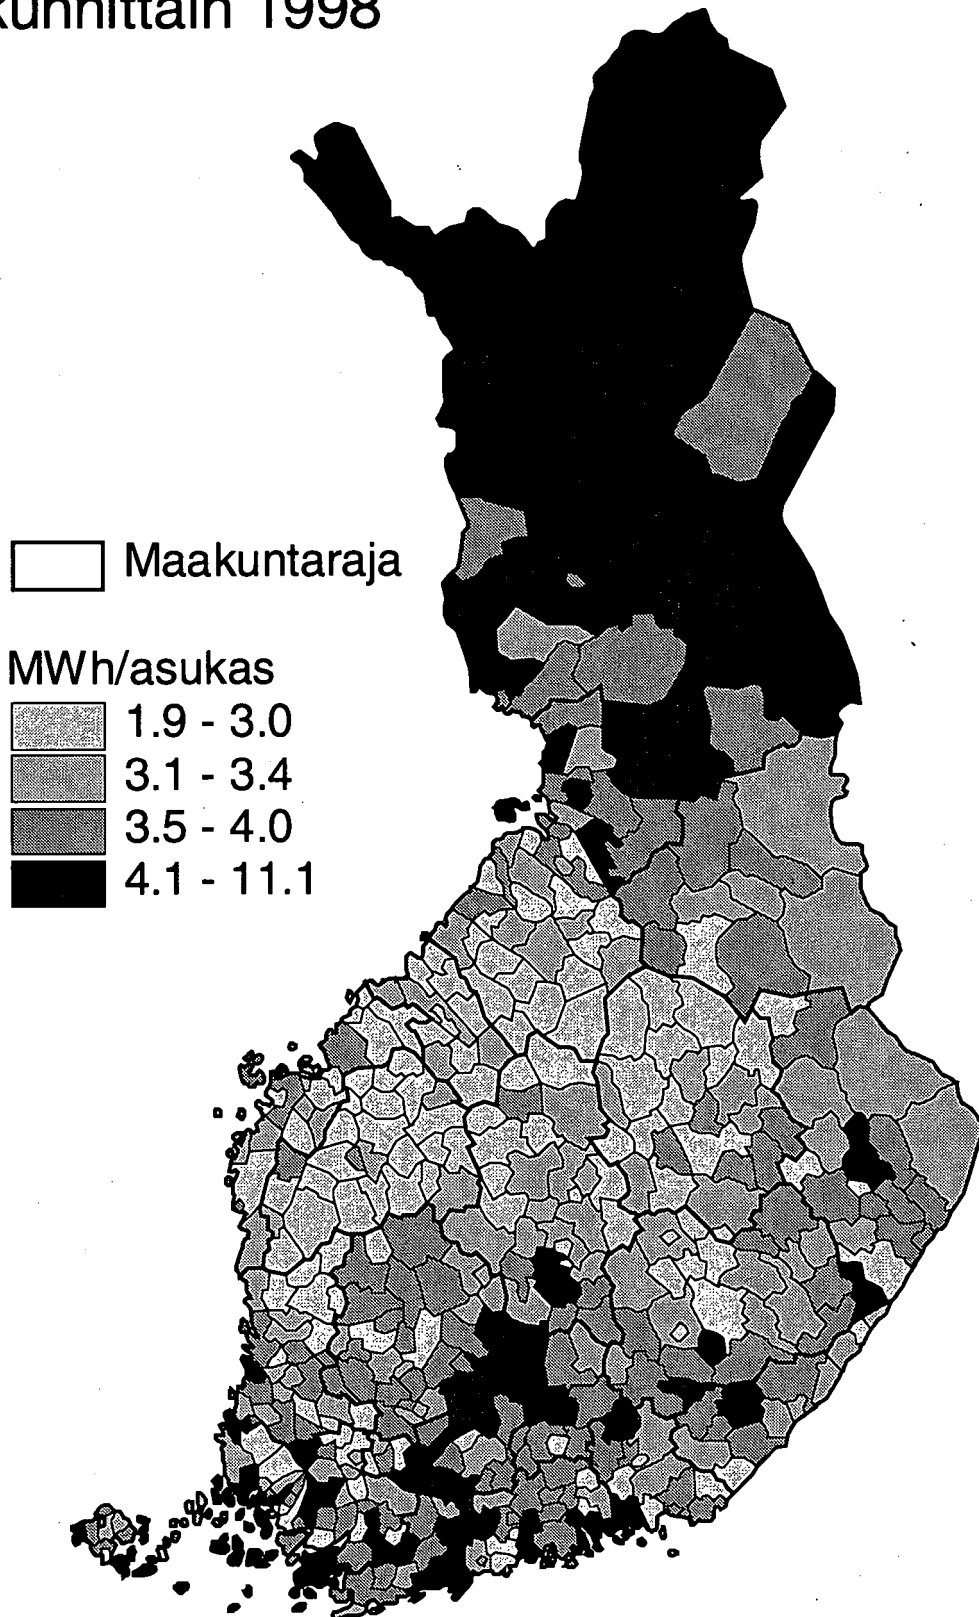 kunnittain 1998
Maakuntaraja
MWh/asukas
1.9 - 3.0
3.1 - 3.4
3.5 - 4.0
4.1 - 11.1